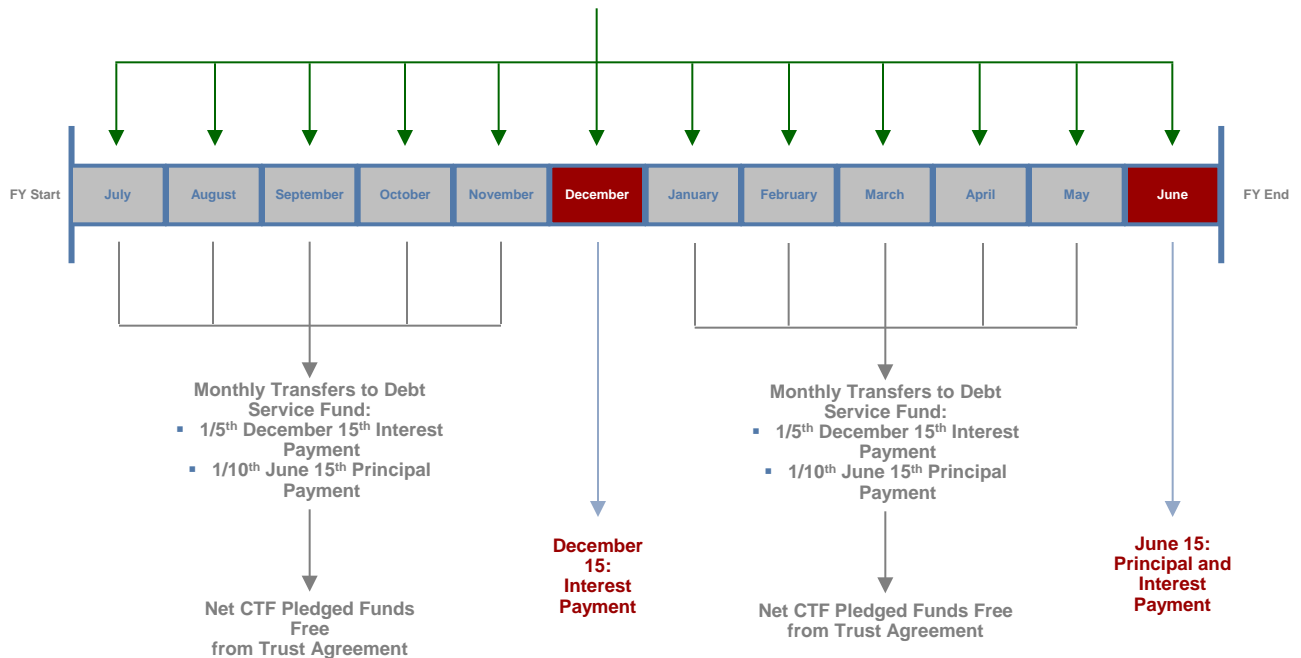 FY Start
July
August
September
October
November
December
January
February
March
April
May
June
FY End
Monthly Transfers to Debt
Service Fund:
▪ 1/5th December 15th Interest
Payment
▪ 1/10th June 15th Principal
Payment
Net CTF Pledged Funds
Free
from Trust Agreement
December
15:
Interest
Payment
Monthly Transfers to Debt
Service Fund:
▪ 1/5th December 15th Interest
Payment
▪ 1/10th June 15th Principal
Payment
Net CTF Pledged Funds Free
from Trust Agreement
June 15:
Principal and
Interest
Payment